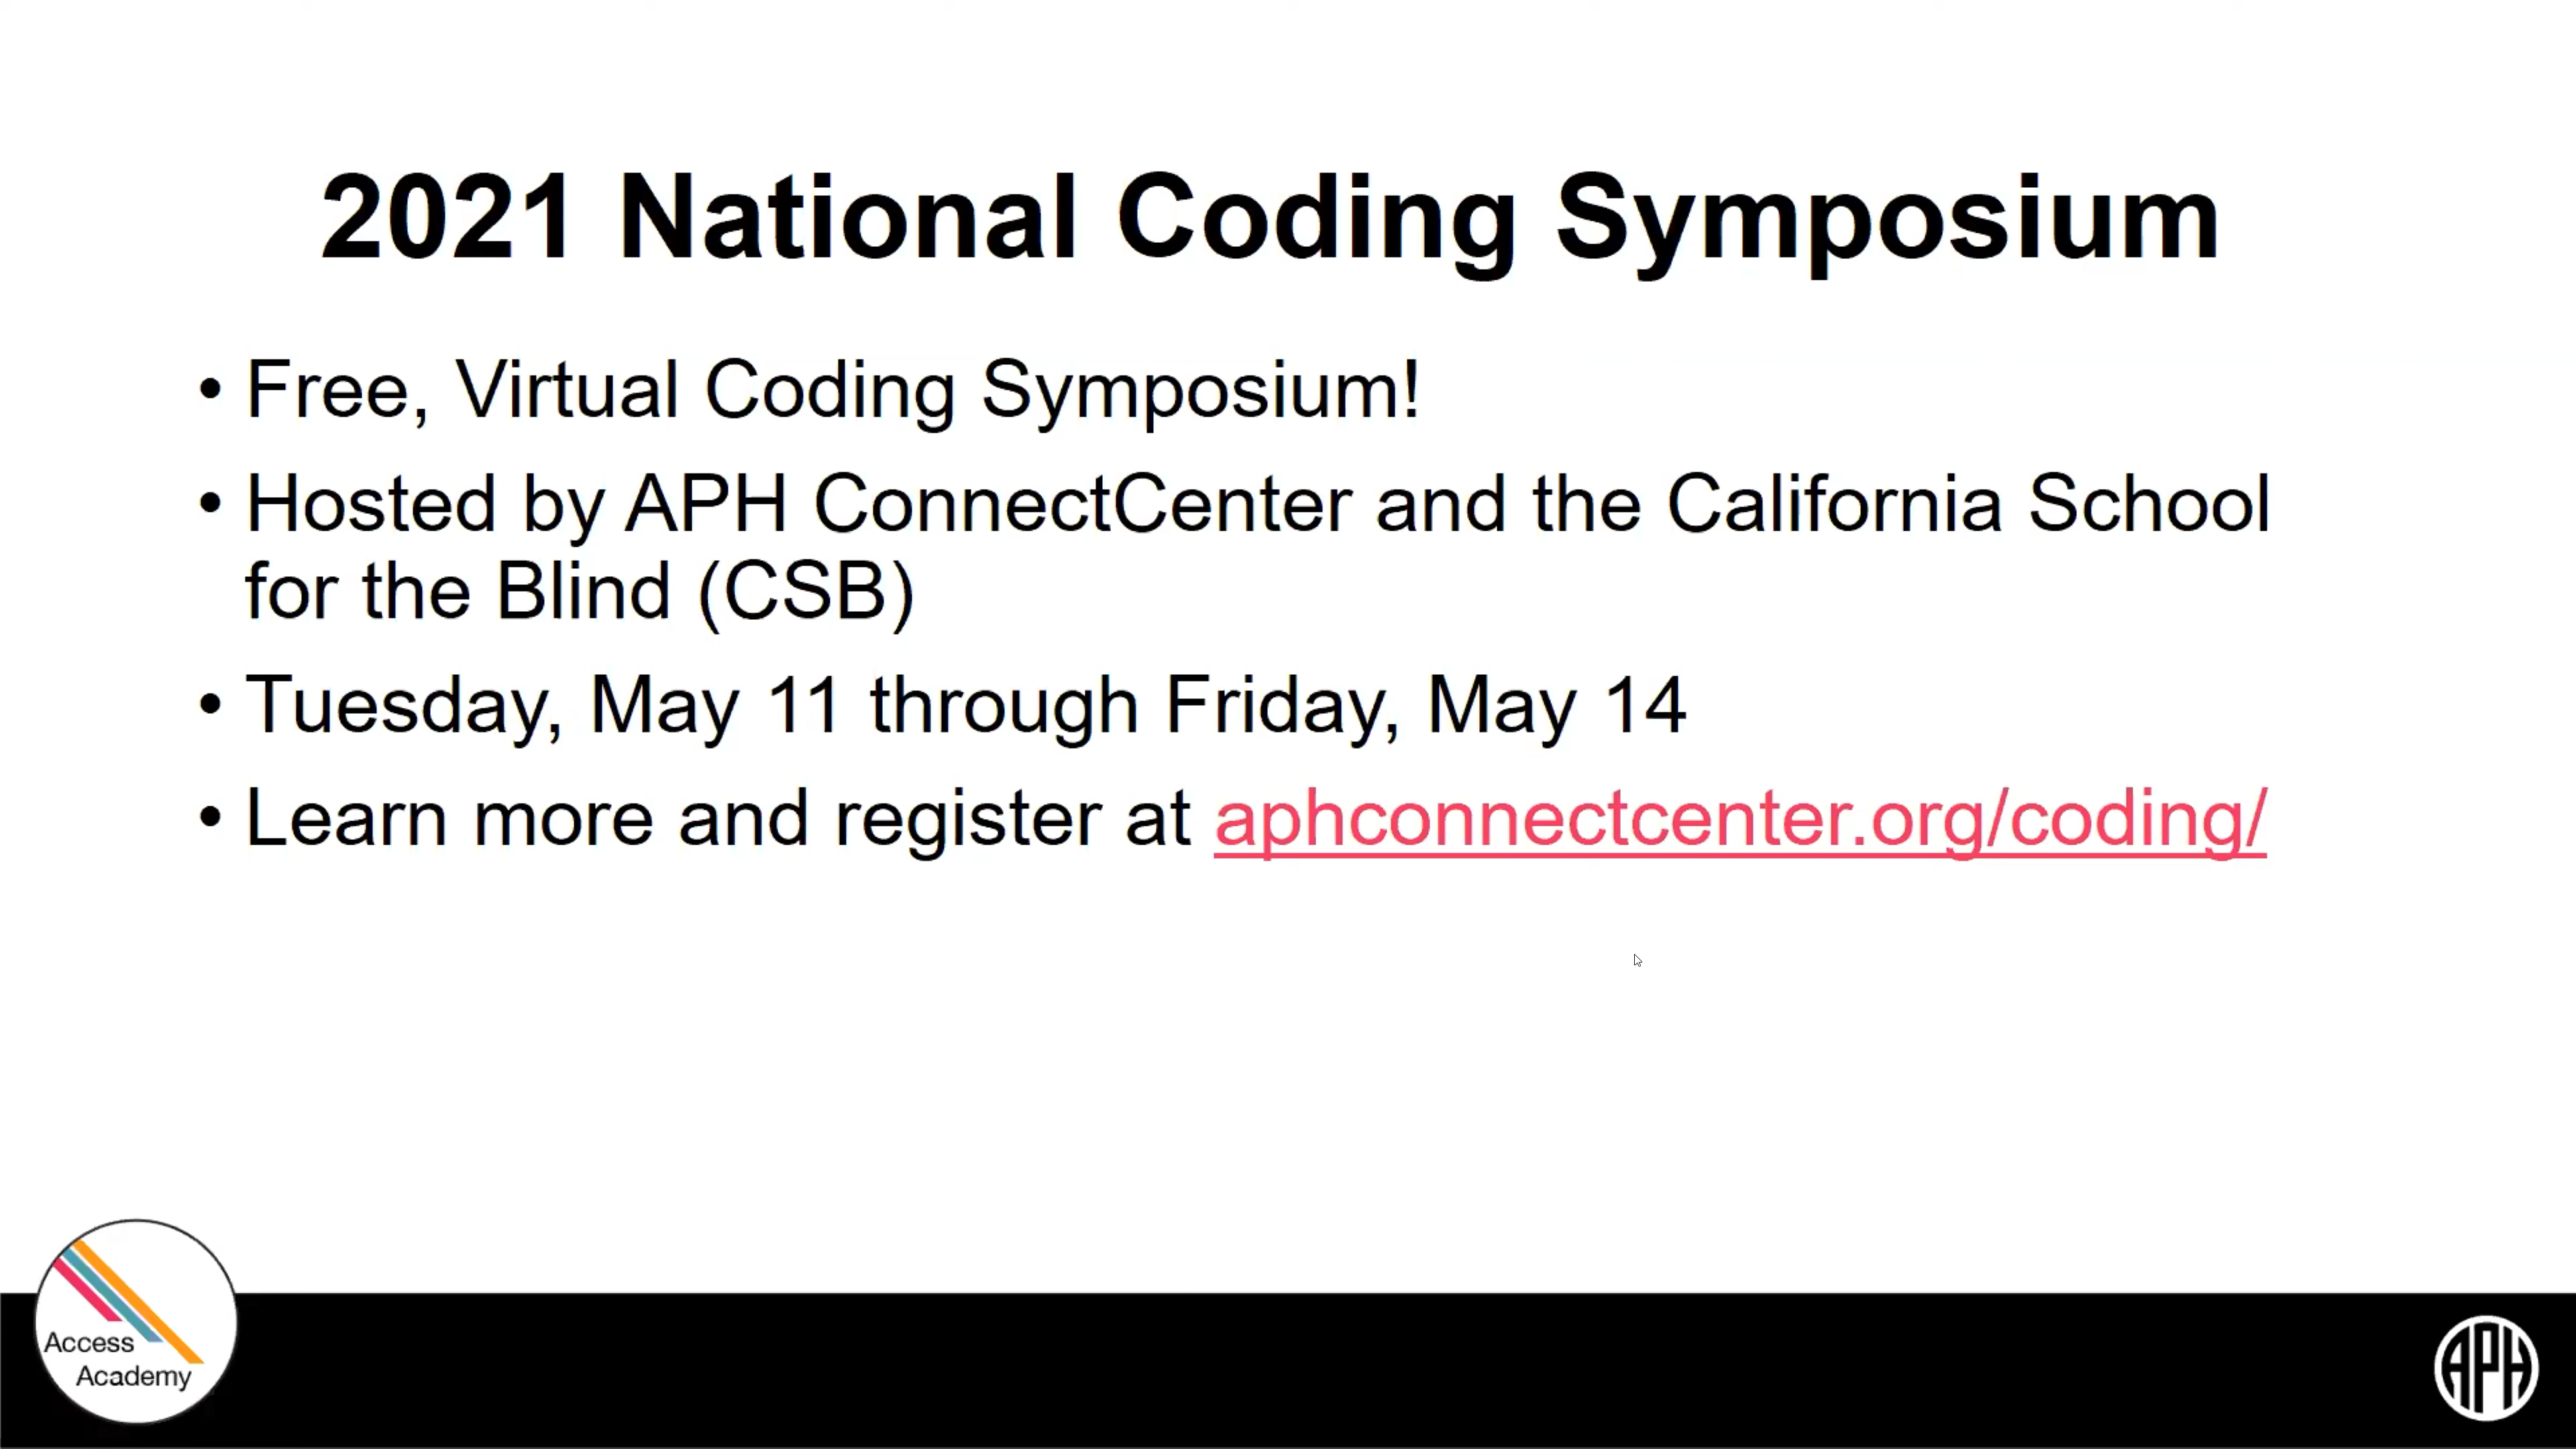 2021 National Coding Symposium
• Free, Virtual Coding Symposium!
• Hosted by APH ConnectCenter and the California School
for the Blind (CSB)
• Tuesday, May 11 through Friday, May 14
• Learn more and register at aphconnectcenter.org/coding/
Access
Academy
APH